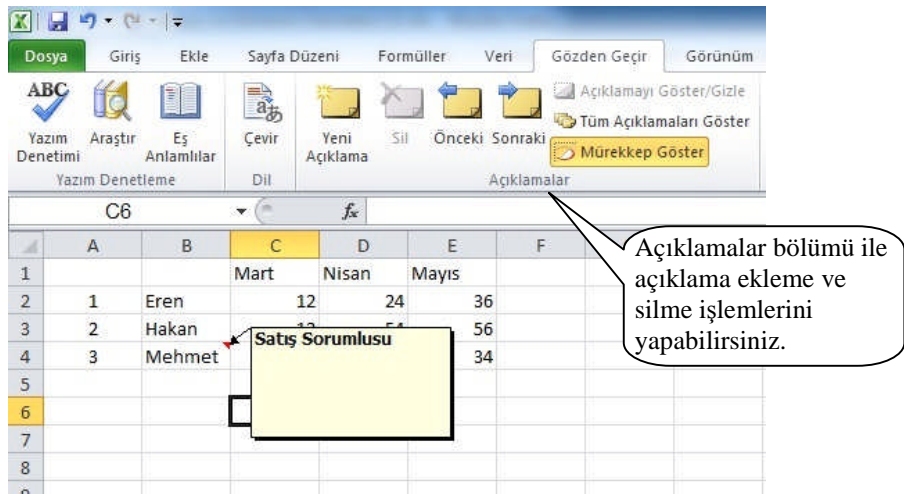 Dosya Giriş Ekle Sayfa Düzeni Formüller Veri Gözden Geçir Görünüm
ABC
Yazım Denetimi
Araştır
Eş Anlamlılar
Çevir
Yeni Açıklama
Sil
Önceki
Sonraki
Açıklamayı Göster/Gizle
Tüm Açıklamaları Göster
Mürekkep Göster
Yazım Denetleme Dil Açıklamalar
C6 fx
A B C D E F
1 Mart Nisan Mayıs
2 1 Eren 12 24 36
3 2 Hakan 56
4 3 Mehmet 34
5
6
7
8
Satış Sorumlusu
Açıklamalar bölümü ile
açıklama ekleme ve
silme işlemlerini
yapabilirsiniz.